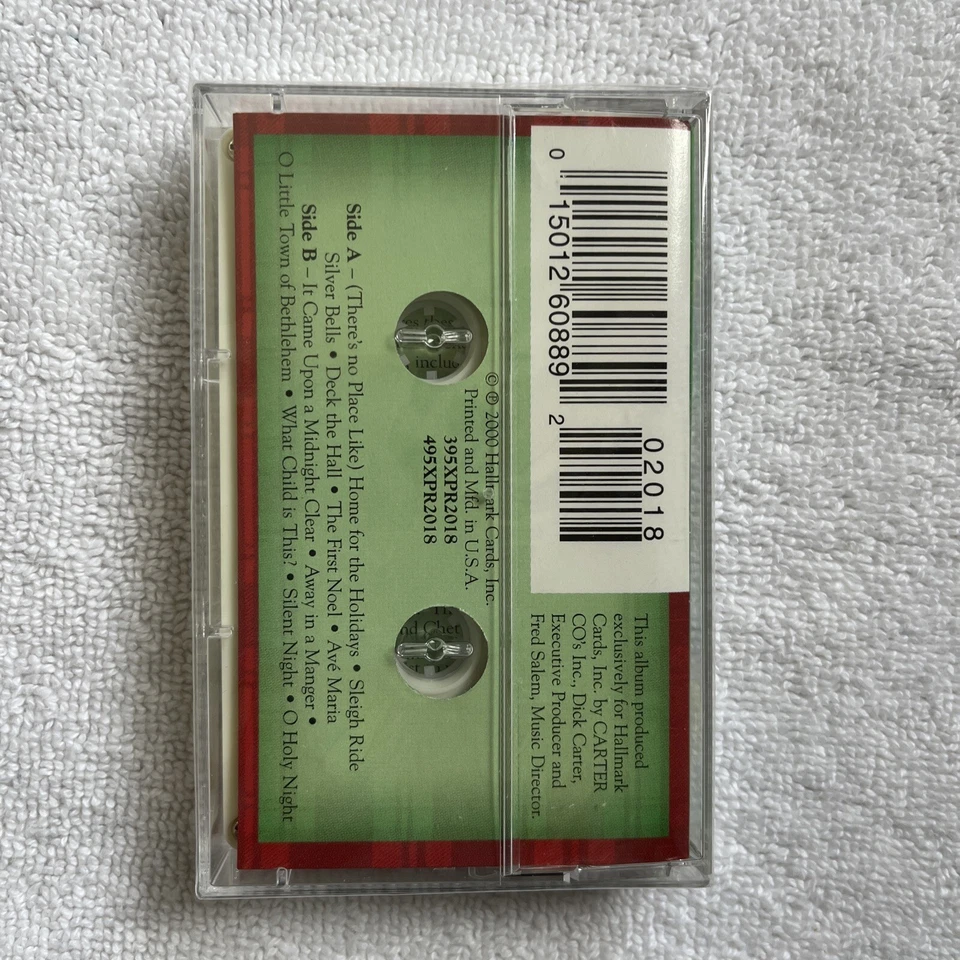 0 15012 60889 2
02018
This album produced
exclusively for Hallmark
Cards, Inc. by CARTER
CO's Inc., Dick Carter,
Executive Producer and
Fred Salem, Music Director.
© ℗ 2000 Hallmark Cards, Inc.
Printed and Mfd. in U.S.A.
395XPR2018
495XPR2018
inclu
nd Chet
Side A – (There's no Place Like) Home for the Holidays • Sleigh Ride
Silver Bells • Deck the Hall • The First Noel • Avé Maria
Side B – It Came Upon a Midnight Clear • Away in a Manger •
O Little Town of Bethlehem • What Child is This? • Silent Night • O Holy Night